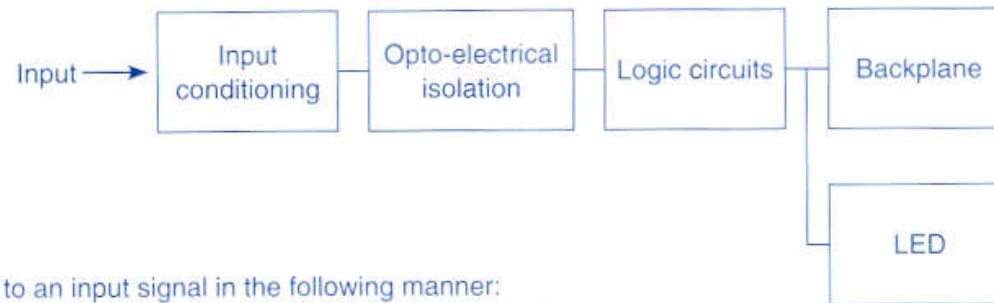 Input
Input
conditioning
Opto-electrical
isolation
Logic circuits
Backplane
LED
to an input signal in the following manner: